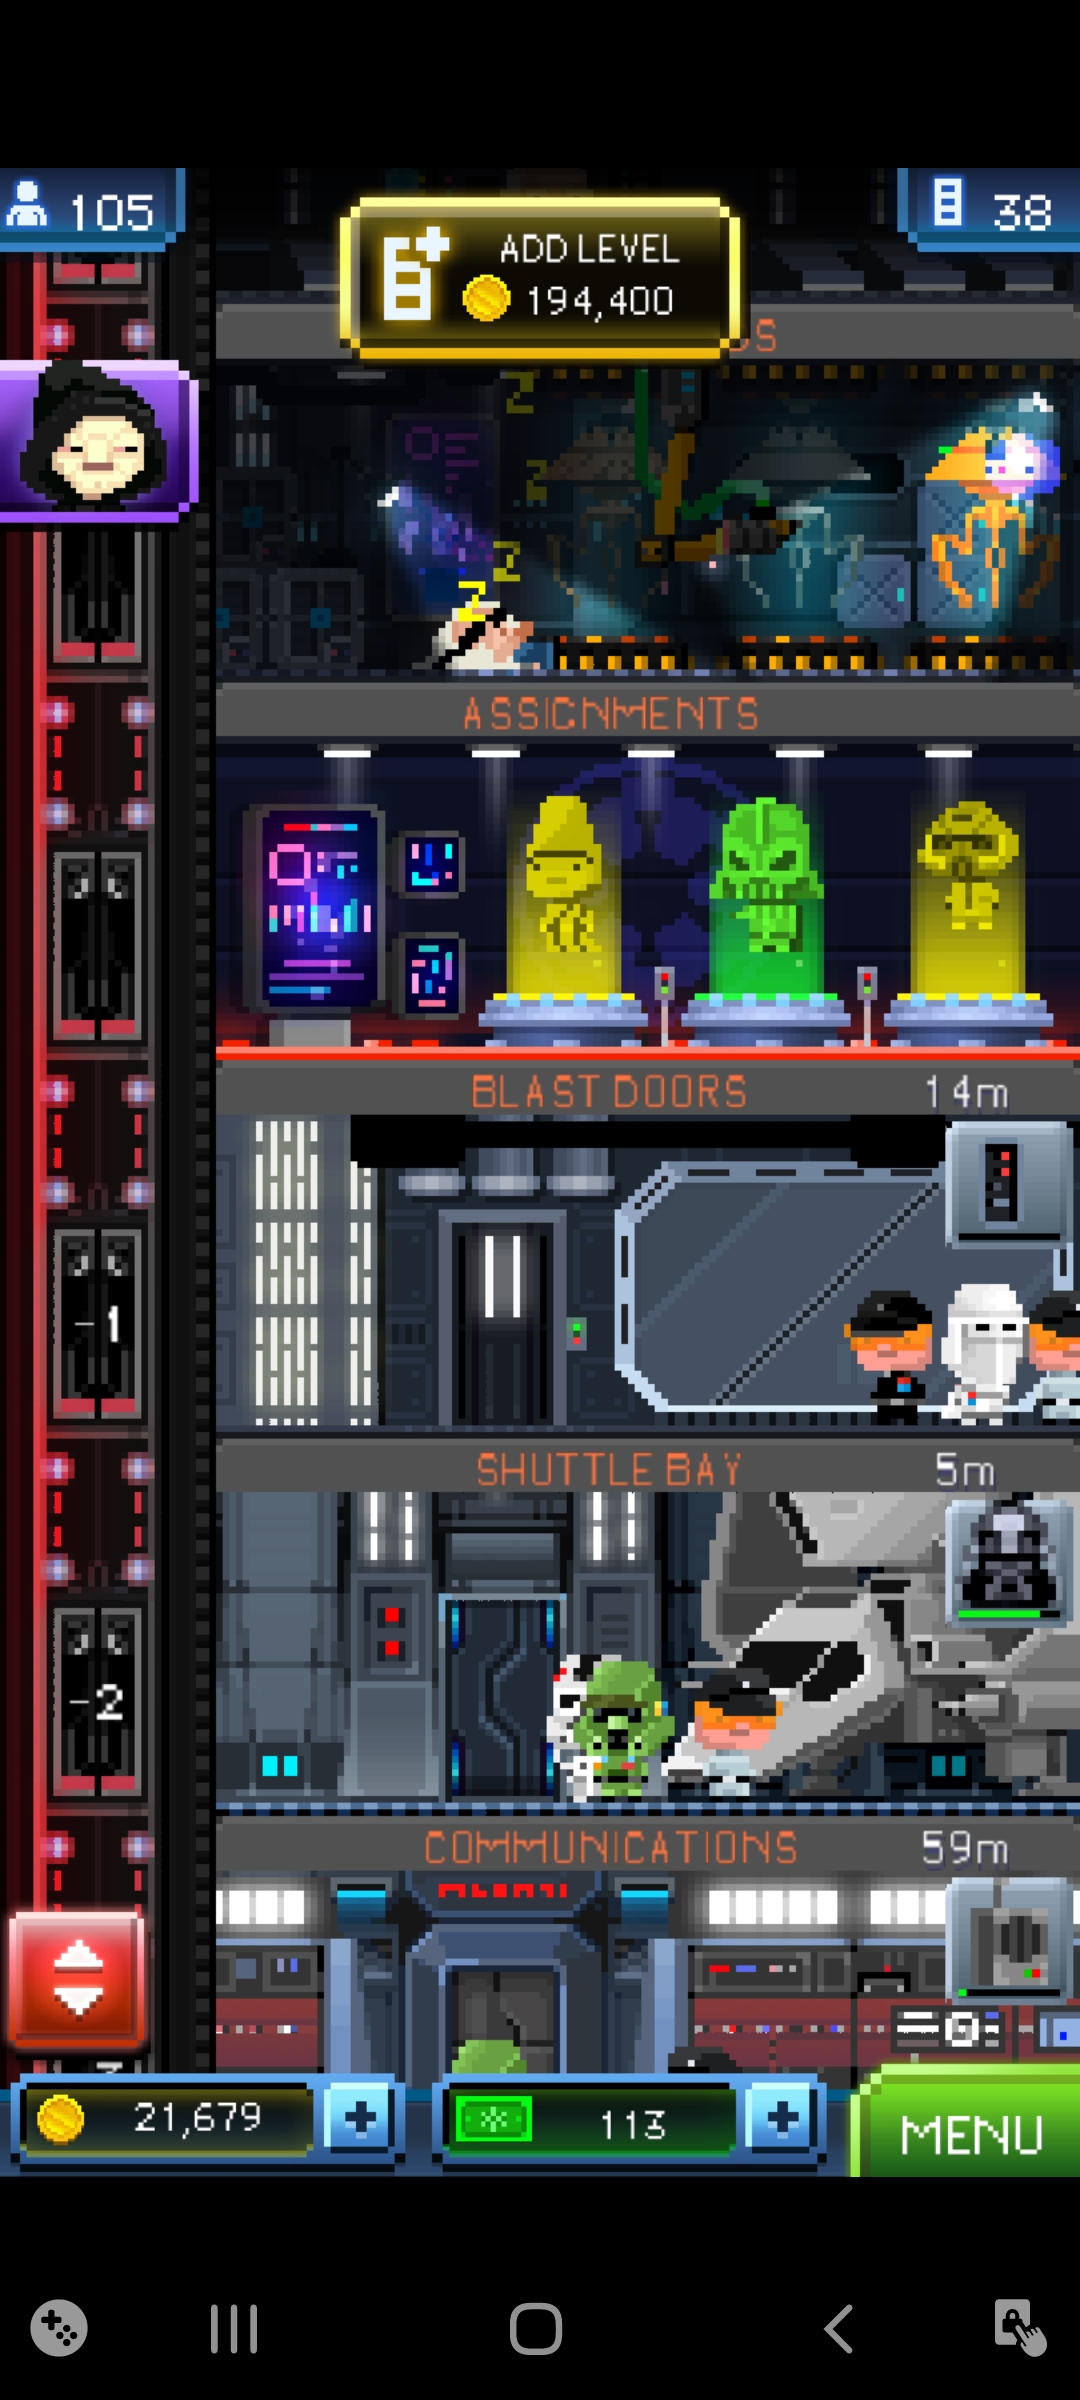 105
ADD LEVEL
194,400
38
DS
Z
Z
Z
Z
ASSIGNMENTS
BLAST DOORS 14m
-1
SHUTTLE BAY 5m
-2
COMMUNICATIONS 59m
21,679
113
MENU